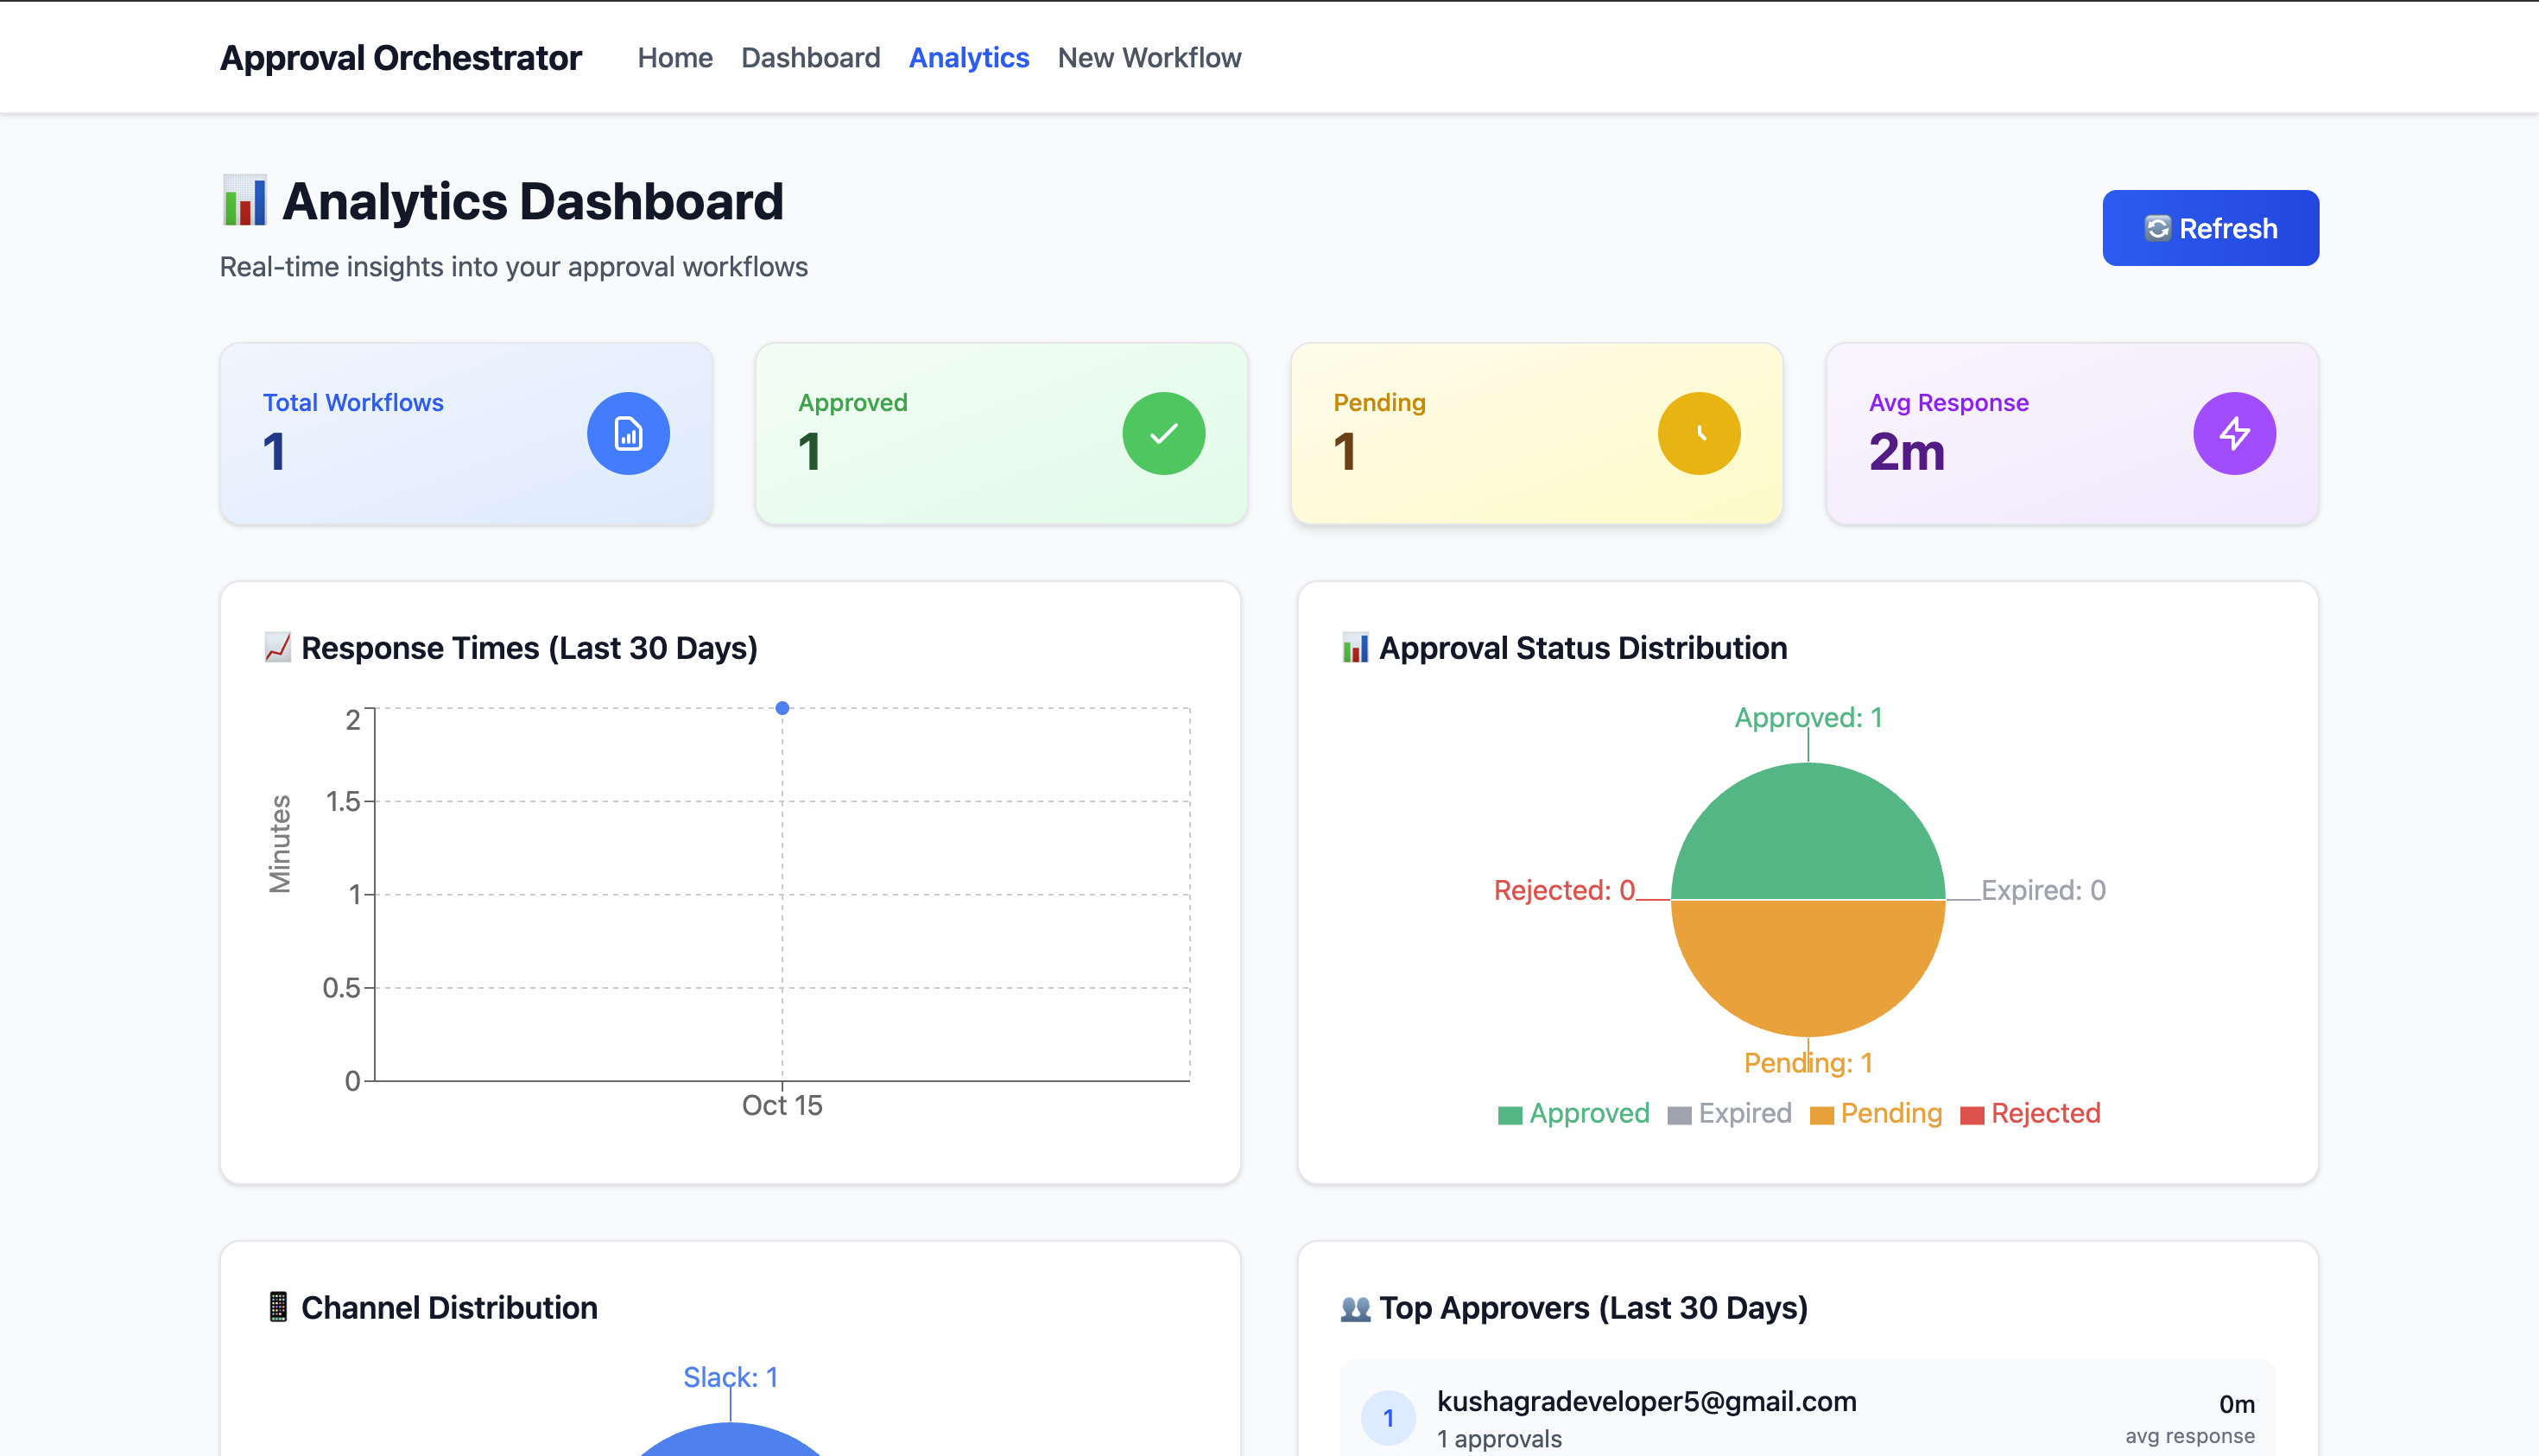 Approval Orchestrator
Home
Dashboard
Analytics
New Workflow
Analytics Dashboard
Real-time insights into your approval workflows
Refresh
Total Workflows
1
Approved
1
Pending
1
Avg Response
2m
Response Times (Last 30 Days)
2
1.5
1
0.5
0
Minutes
Oct 15
Approval Status Distribution
Approved: 1
Rejected: 0
Expired: 0
Pending: 1
Approved
Expired
Pending
Rejected
Channel Distribution
Slack: 1
Top Approvers (Last 30 Days)
1
kushagradeveloper5@gmail.com
1 approvals
0m
avg response